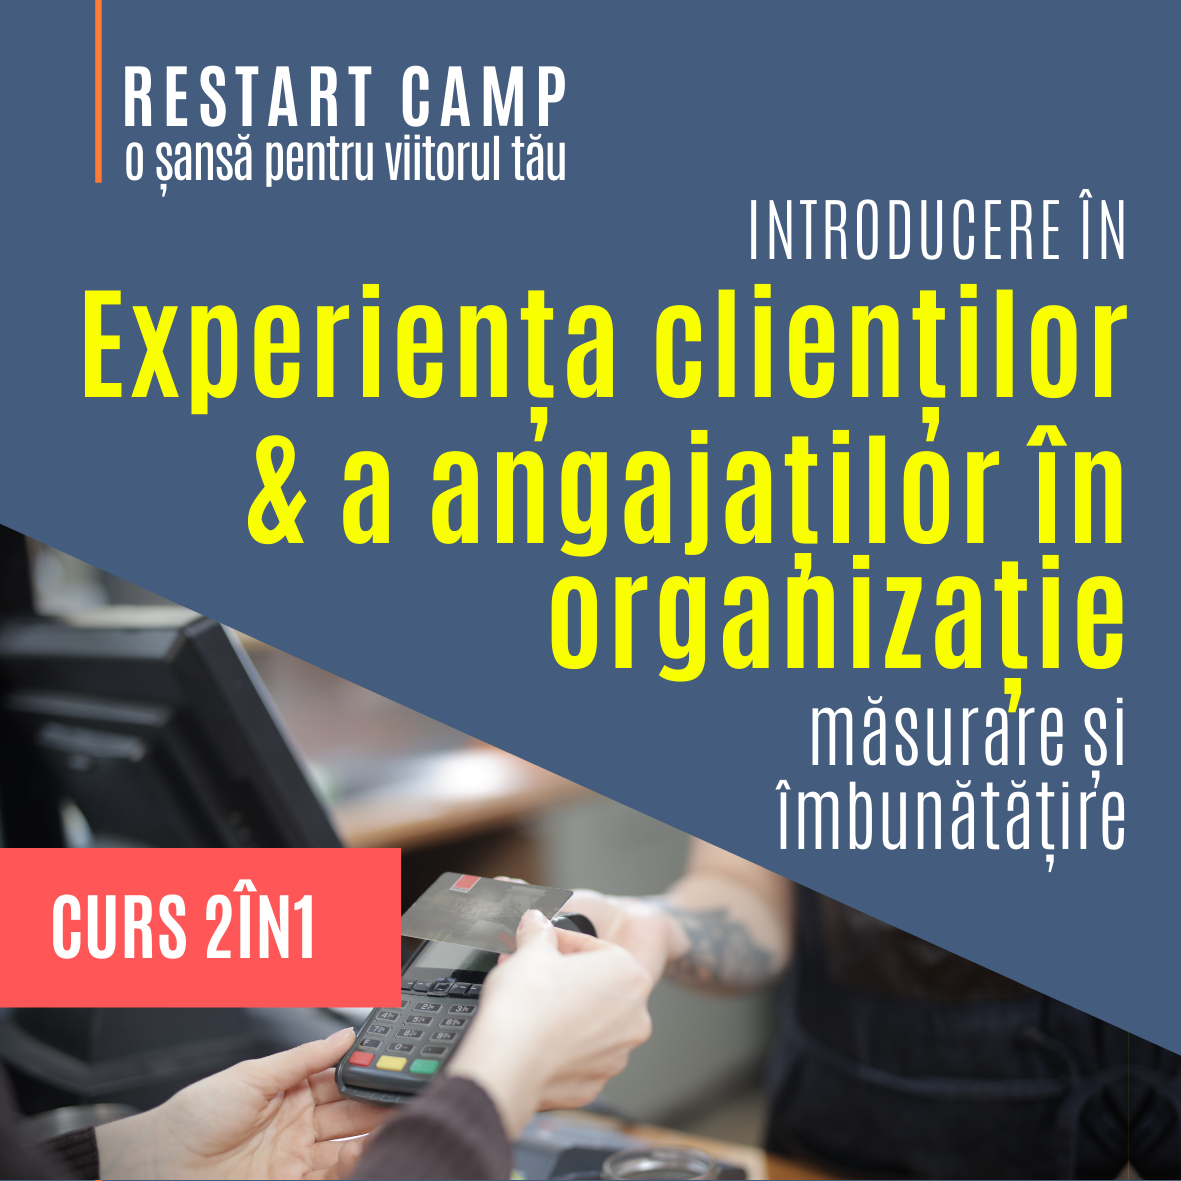 RESTART CAMP
o șansă pentru viitorul tău
INTRODUCERE ÎN
Experiența clienților
& a angajaților în
organizație
măsurare și
îmbunătățire
CURS 2ÎN1